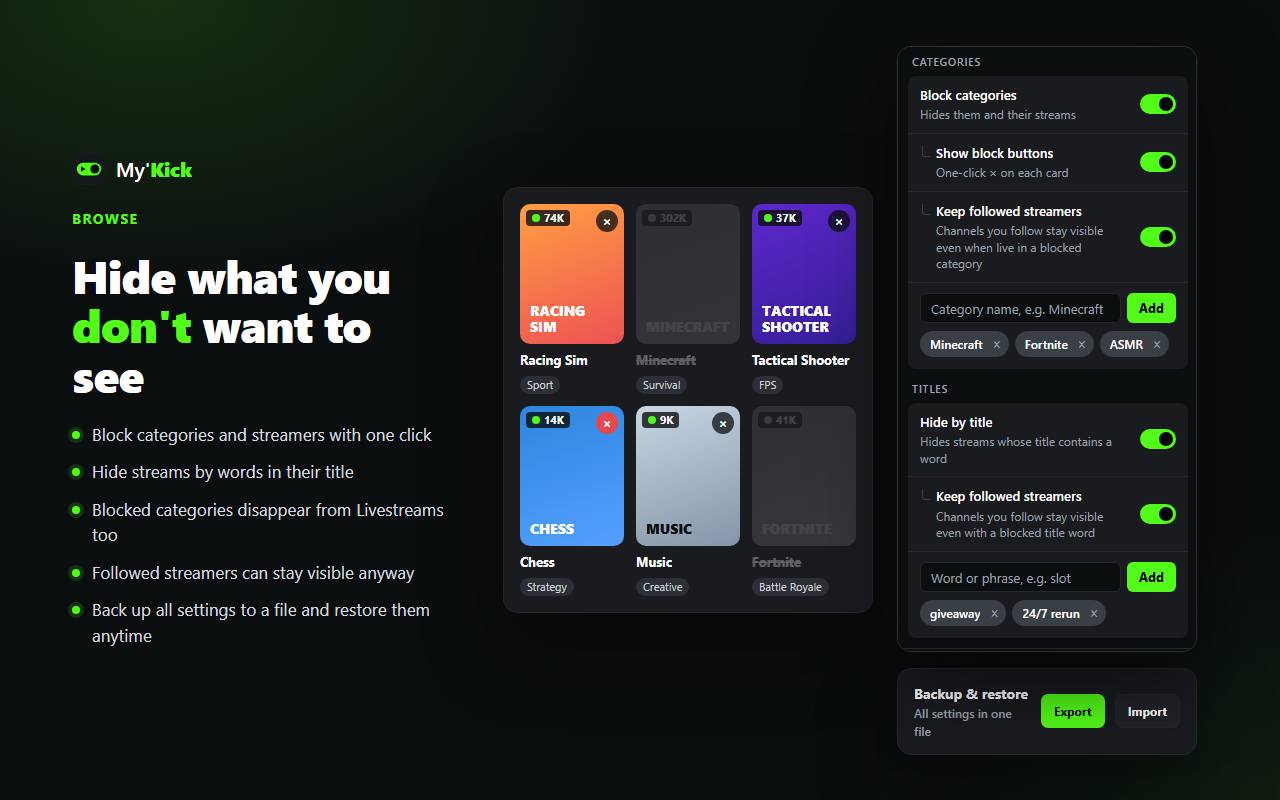 My'Kick
BROWSE
Hide what you
don't want to
see
Block categories and streamers with one click
Hide streams by words in their title
Blocked categories disappear from Livestreams
too
Followed streamers can stay visible anyway
Back up all settings to a file and restore them
anytime
74K ×
RACING
SIM
Racing Sim
Sport
302K
MINECRAFT
Minecraft
Survival
37K ×
TACTICAL
SHOOTER
Tactical Shooter
FPS
14K ×
CHESS
Chess
Strategy
9K ×
MUSIC
Music
Creative
41K
FORTNITE
Fortnite
Battle Royale
CATEGORIES
Block categories
Hides them and their streams
Show block buttons
One-click × on each card
Keep followed streamers
Channels you follow stay visible
even when live in a blocked
category
Category name, e.g. Minecraft Add
Minecraft × Fortnite × ASMR ×
TITLES
Hide by title
Hides streams whose title contains a
word
Keep followed streamers
Channels you follow stay visible
even with a blocked title word
Word or phrase, e.g. slot Add
giveaway × 24/7 rerun ×
Backup & restore
All settings in one
file
Export Import